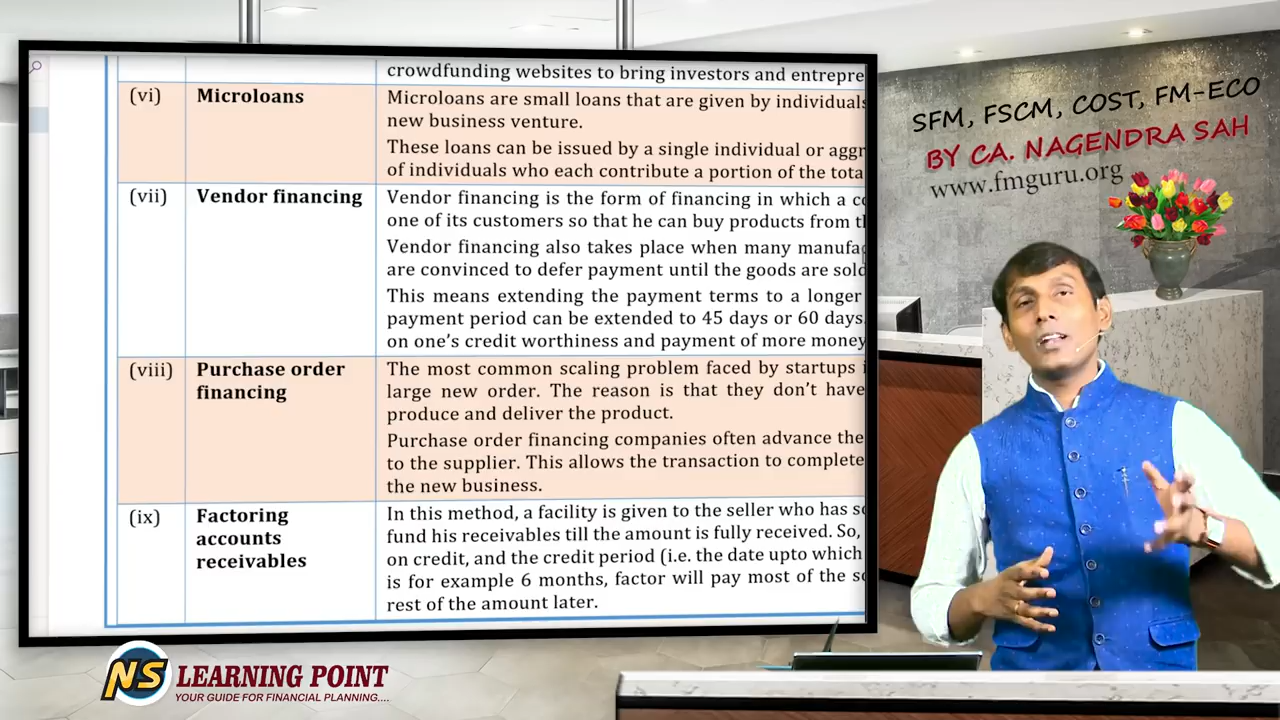 crowdfunding websites to bring investors and entrepre
(vi) Microloans
Microloans are small loans that are given by individuals
new business venture.
These loans can be issued by a single individual or aggr
of individuals who each contribute a portion of the tota
(vii) Vendor financing
Vendor financing is the form of financing in which a co
one of its customers so that he can buy products from t
Vendor financing also takes place when many manufac
are convinced to defer payment until the goods are sold
This means extending the payment terms to a longer
payment period can be extended to 45 days or 60 days.
on one's credit worthiness and payment of more money
(viii) Purchase order
financing
The most common scaling problem faced by startups i
large new order. The reason is that they don't have
produce and deliver the product.
Purchase order financing companies often advance the
to the supplier. This allows the transaction to complete
the new business.
(ix) Factoring
accounts
receivables
In this method, a facility is given to the seller who has so
fund his receivables till the amount is fully received. So,
on credit, and the credit period (i.e. the date upto which
is for example 6 months, factor will pay most of the so
rest of the amount later.
SFM, FSCM, COST, FM-ECO
BY CA. NAGENDRA SAH
www.fmguru.org
NS LEARNING POINT
YOUR GUIDE FOR FINANCIAL PLANNING....